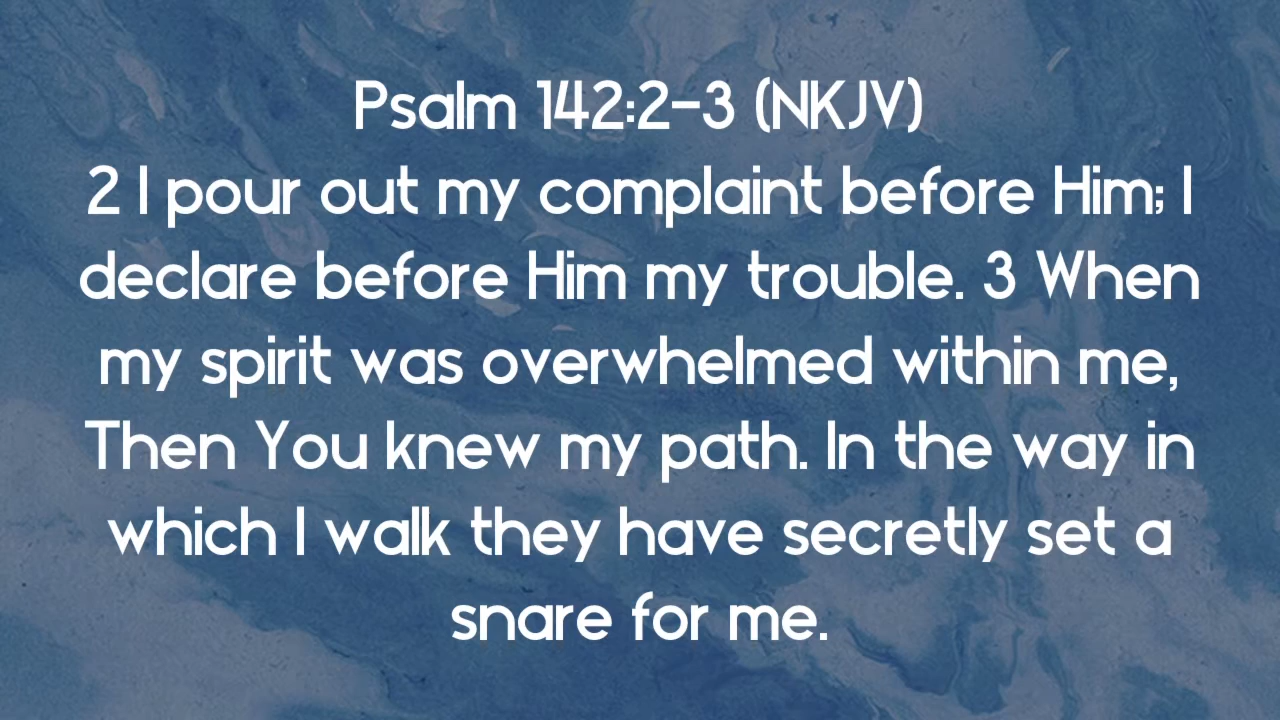 Psalm 142:2-3 (NKJV)
2 I pour out my complaint before Him; I
declare before Him my trouble. 3 When
my spirit was overwhelmed within me,
Then You knew my path. In the way in
which I walk they have secretly set a
snare for me.